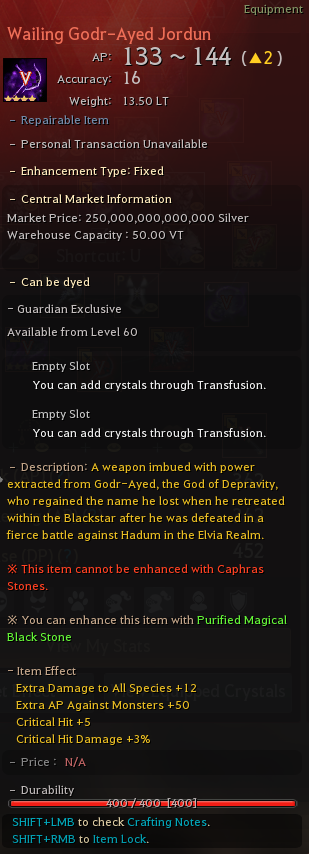 Equipment
Wailing Godr-Ayed Jordun
AP: 133 ~ 144 (▲2)
V
Accuracy: 16
Weight: 13.50 LT
- Repairable Item
- Personal Transaction Unavailable
- Enhancement Type: Fixed
- Central Market Information
Market Price: 250,000,000,000,000 Silver
Warehouse Capacity : 50.00 VT
Shortcut: U
- Can be dyed
- Guardian Exclusive
Available from Level 60
Empty Slot
You can add crystals through Transfusion.
Empty Slot
You can add crystals through Transfusion.
- Description: A weapon imbued with power
extracted from Godr-Ayed, the God of Depravity,
who regained the name he lost when he retreated
within the Blackstar after he was defeated in a
fierce battle against Hadum in the Elvia Realm.
(DP) (?) 452
※ This item cannot be enhanced with Caphras
Stones.
※ You can enhance this item with Purified Magical
Black Stone
View My Stats
- Item Effect
Extra Damage to All Species +12
Crystals
Extra AP Against Monsters +50
Critical Hit +5
Critical Hit Damage +3%
- Price : N/A
- Durability
400 / 400 [400]
SHIFT+LMB to check Crafting Notes.
SHIFT+RMB to Item Lock.